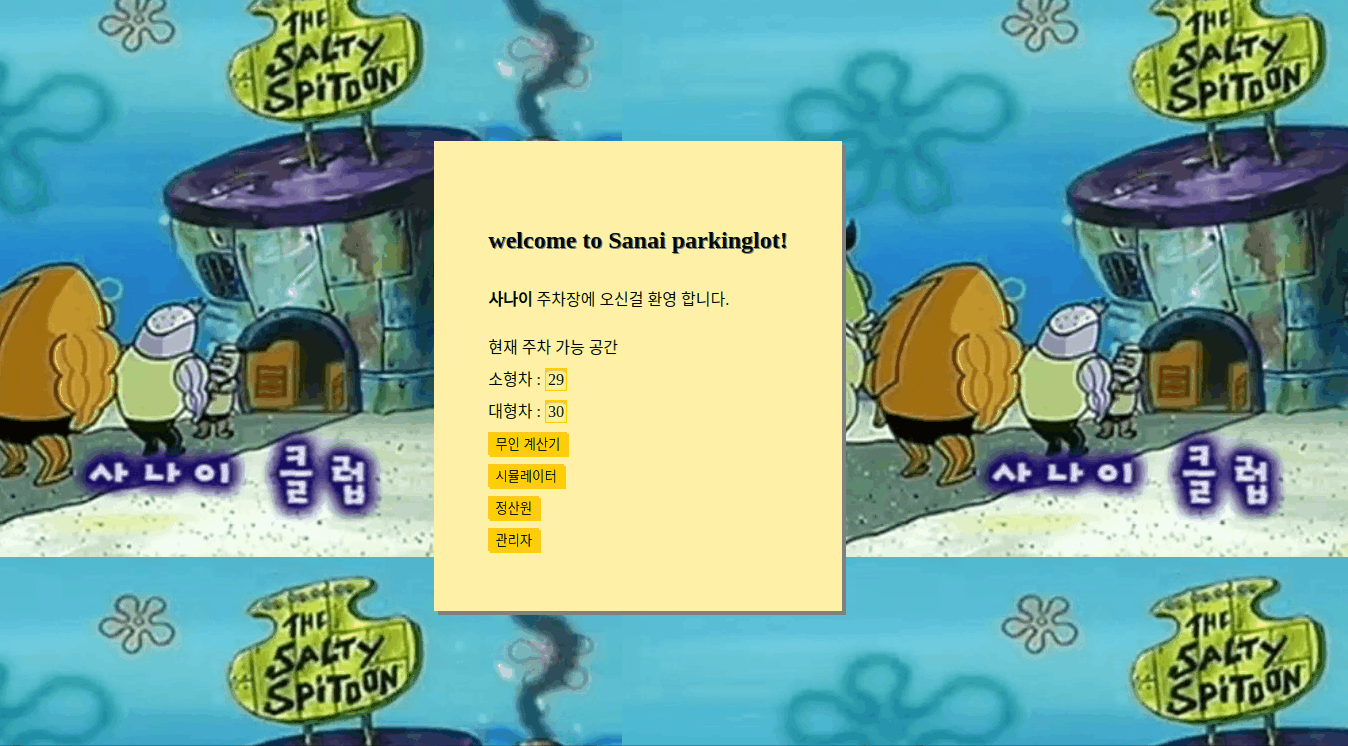 THE
SALTY
SPITOON
THE
SALTY
SPITOON
welcome to Sanai parkinglot!
사나이 주차장에 오신걸 환영 합니다.
현재 주차 가능 공간
소형차 : 29
대형차 : 30
무인 계산기
시뮬레이터
정산원
관리자
사나이 클럽
사나이 클럽
THE
SALTY
SPITOON
THE
SALTY
SPITOON